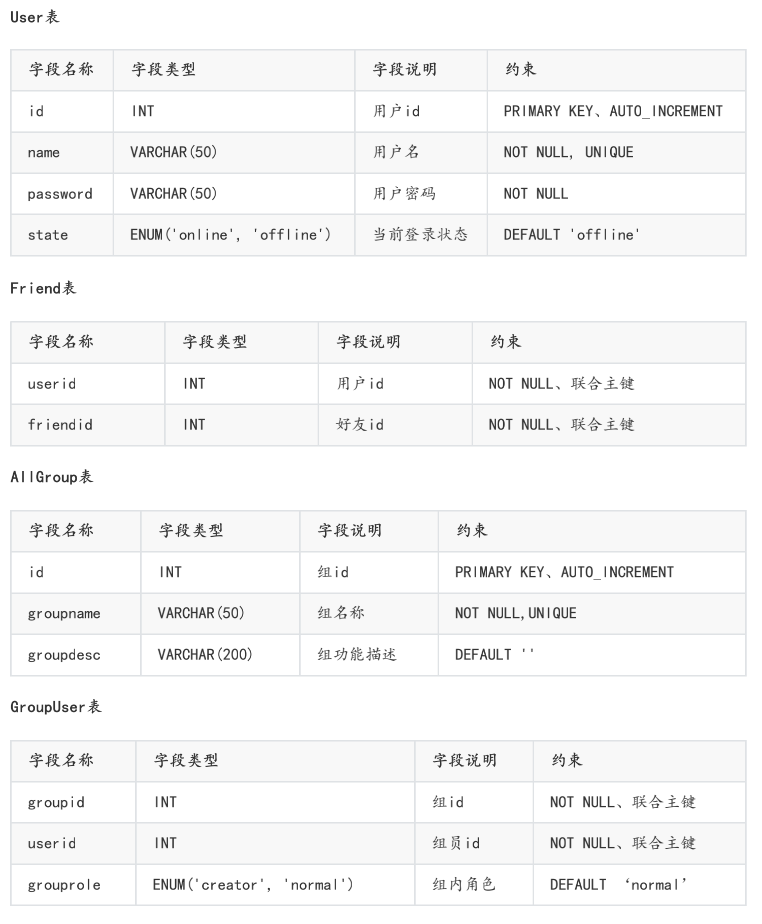 User表
字段名称 字段类型 字段说明 约束
id INT 用户id PRIMARY KEY、AUTO_INCREMENT
name VARCHAR(50) 用户名 NOT NULL, UNIQUE
password VARCHAR(50) 用户密码 NOT NULL
state ENUM('online', 'offline') 当前登录状态 DEFAULT 'offline'
Friend表
字段名称 字段类型 字段说明 约束
userid INT 用户id NOT NULL、联合主键
friendid INT 好友id NOT NULL、联合主键
AllGroup表
字段名称 字段类型 字段说明 约束
id INT 组id PRIMARY KEY、AUTO_INCREMENT
groupname VARCHAR(50) 组名称 NOT NULL,UNIQUE
groupdesc VARCHAR(200) 组功能描述 DEFAULT ''
GroupUser表
字段名称 字段类型 字段说明 约束
groupid INT 组id NOT NULL、联合主键
userid INT 组员id NOT NULL、联合主键
grouprole ENUM('creator', 'normal') 组内角色 DEFAULT ‘normal’